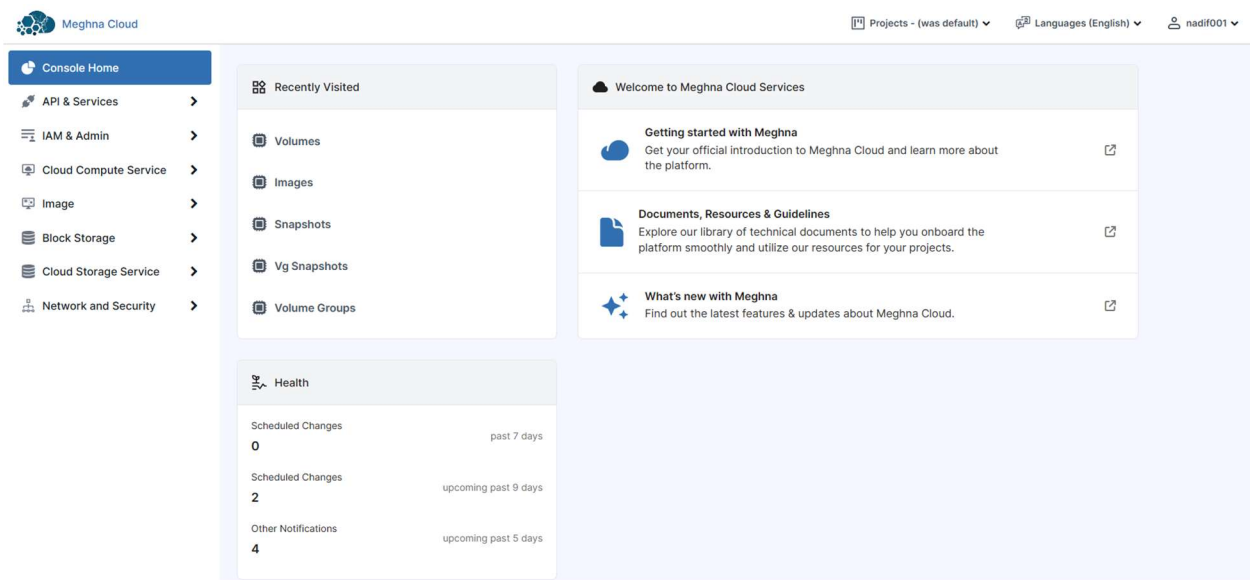 Meghna Cloud
Projects - (was default)
Languages (English)
nadif001
Console Home
API & Services
IAM & Admin
Cloud Compute Service
Image
Block Storage
Cloud Storage Service
Network and Security
Recently Visited
Volumes
Images
Snapshots
Vg Snapshots
Volume Groups
Welcome to Meghna Cloud Services
Getting started with Meghna
Get your official introduction to Meghna Cloud and learn more about
the platform.
Documents, Resources & Guidelines
Explore our library of technical documents to help you onboard the
platform smoothly and utilize our resources for your projects.
What's new with Meghna
Find out the latest features & updates about Meghna Cloud.
Health
Scheduled Changes
0
past 7 days
Scheduled Changes
2
upcoming past 9 days
Other Notifications
4
upcoming past 5 days